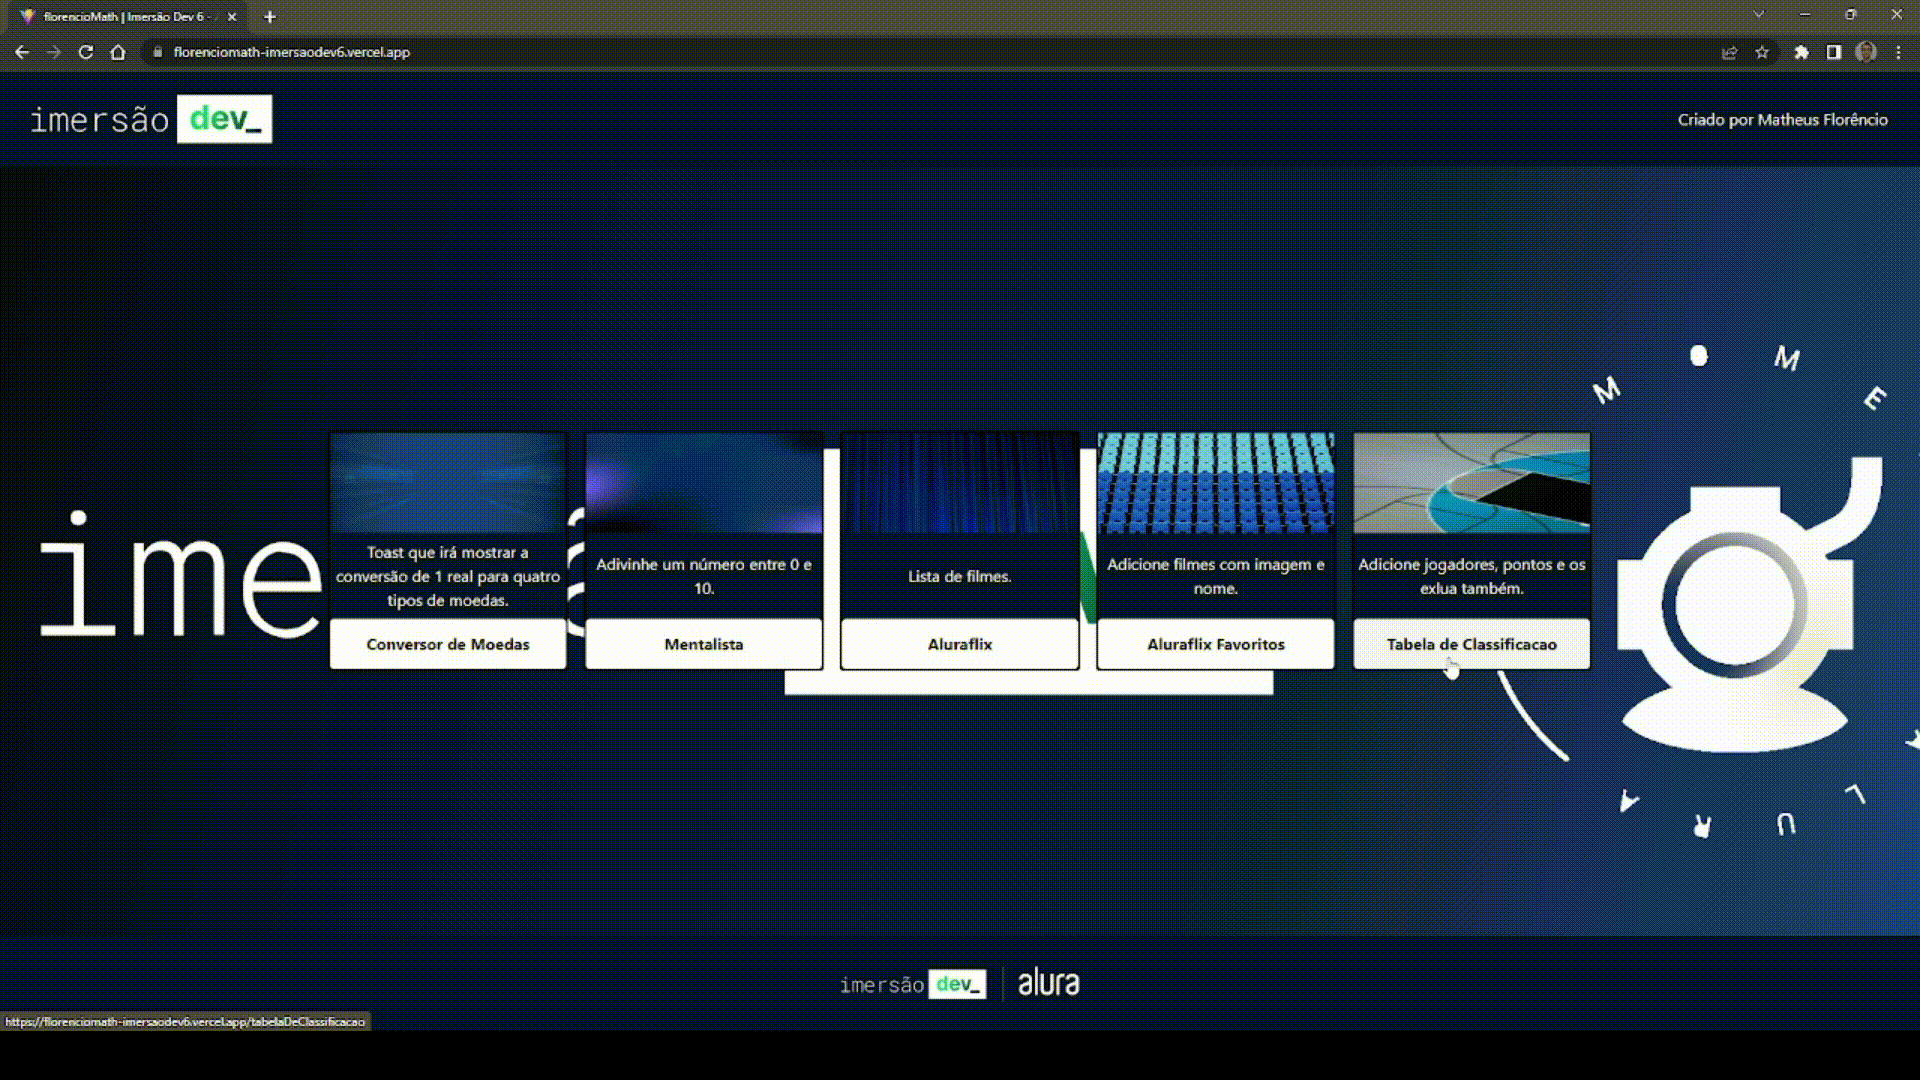 florencioMath | Imersão Dev 6 -
florenciomath-imersaodev6.vercel.app
imersão dev_
Criado por Matheus Florêncio
M
M
E
ime
Toast que irá mostrar a
conversão de 1 real para quatro
tipos de moedas.
Conversor de Moedas
Adivinhe um número entre 0 e
10.
Mentalista
Lista de filmes.
Aluraflix
Adicione filmes com imagem e
nome.
Aluraflix Favoritos
Adicione jogadores, pontos e os
exlua também.
Tabela de Classificacao
A
L
U
R
A
imersão dev_ alura
https://florenciomath-imersaodev6.vercel.app/tabelaDeClassificacao